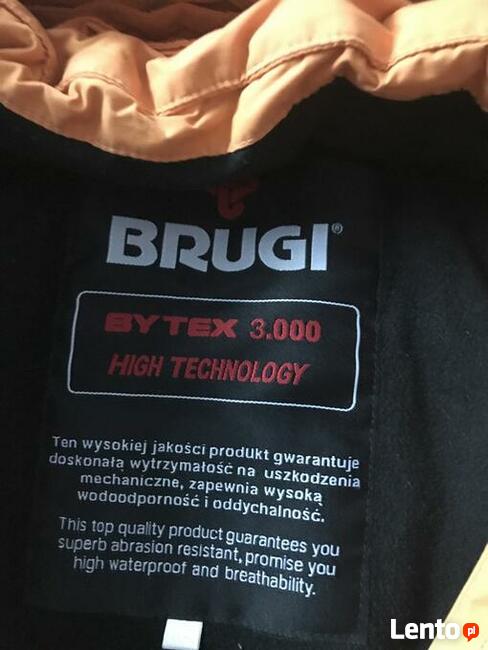 BRUGI®
BYTEX 3.000
HIGH TECHNOLOGY
Ten wysokiej jakości produkt gwarantuje
doskonałą wytrzymałość na uszkodzenia
mechaniczne, zapewnia wysoką
wodoodporność i oddychalność.
This top quality product guarantees you
superb abrasion resistant, promise you
high waterproof and breathability.
Lento.pl